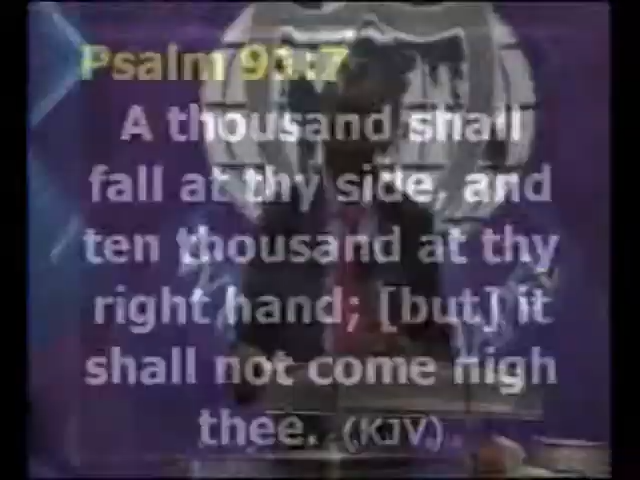 Psalm 91:7
A thousand shall
fall at thy side, and
ten thousand at thy
right hand; [but] it
shall not come nigh
thee. (KJV)